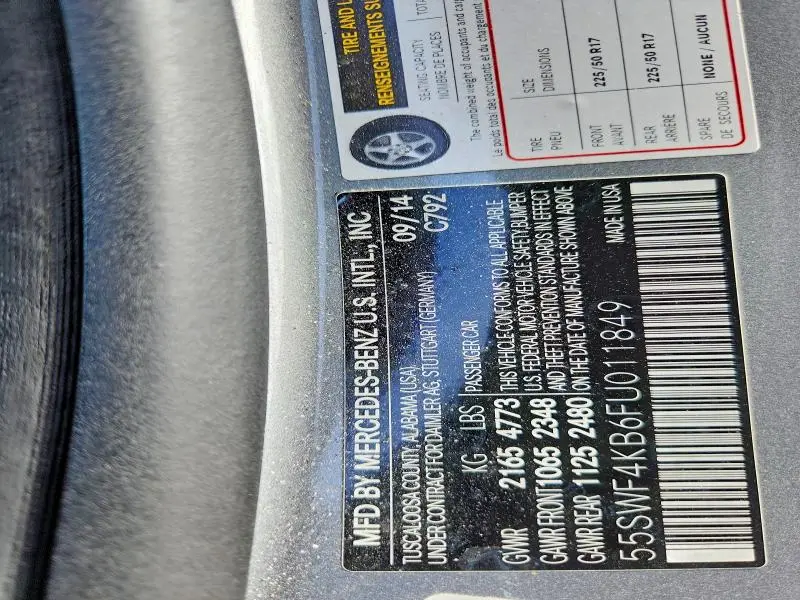 TIRE AND
RENSEIGNEMENTS
SEATING CAPACITY
NOMBRE DE PLACES
The combined weight of occupants and
Le poids total des occupants et du chargement
TIRE SIZE
PNEU DIMENSIONS
FRONT 225/50 R17
AVANT
REAR 225/50 R17
ARRIÈRE
SPARE NONE / AUCUN
DE SECOURS
MFD BY MERCEDES-BENZ U.S. INTL., INC.
TUSCALOOSA COUNTY, ALABAMA (USA) 09/14
UNDER CONTRACT FOR DAIMLER AG, STUTTGART (GERMANY) C792
KG LBS PASSENGER CAR
GVWR 2165 4773 THIS VEHICLE CONFORMS TO ALL APPLICABLE
GAWR FRONT 1065 2348 U.S. FEDERAL MOTOR VEHICLE SAFETY, BUMPER
GAWR REAR 1125 2480 AND THEFT PREVENTION STANDARDS IN EFFECT
ON THE DATE OF MANUFACTURE SHOWN ABOVE
55SWF4KB6FU011849 MADE IN USA